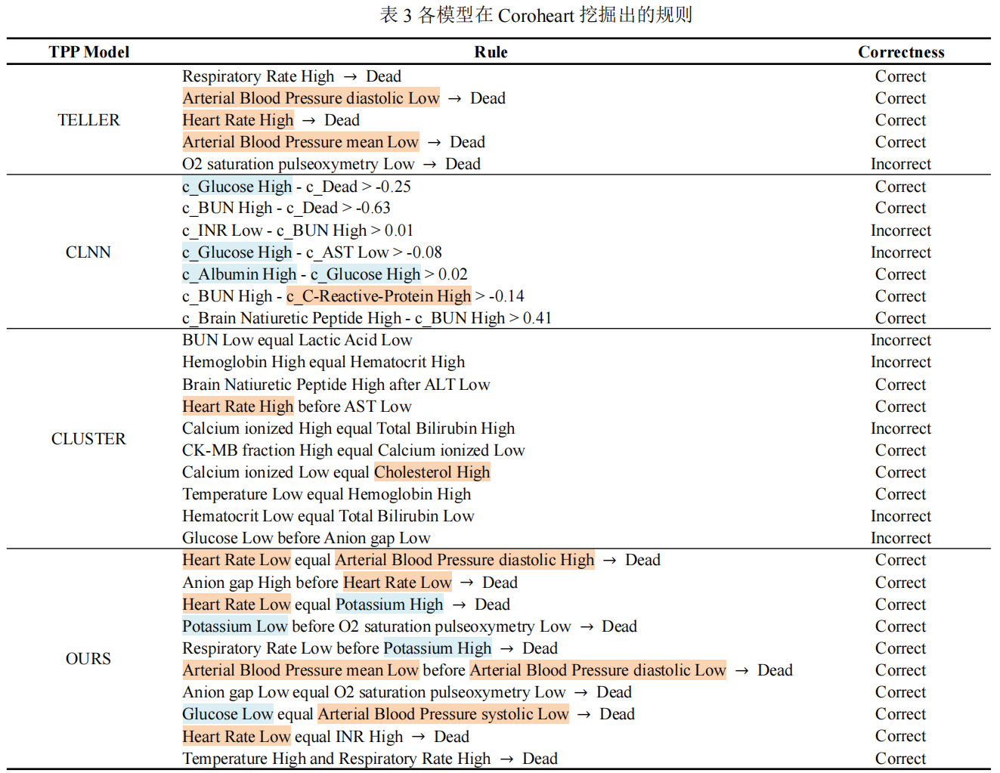 表 3 各模型在 Coroheart 挖掘出的规则
TPP Model Rule Correctness
Respiratory Rate High → Dead Correct
Arterial Blood Pressure diastolic Low → Dead Correct
TELLER Heart Rate High → Dead Correct
Arterial Blood Pressure mean Low → Dead Correct
O2 saturation pulseoxymetry Low → Dead Incorrect
c_Glucose High - c_Dead > -0.25 Correct
c_BUN High - c_Dead > -0.63 Correct
c_INR Low - c_BUN High > 0.01 Incorrect
CLNN c_Glucose High - c_AST Low > -0.08 Incorrect
c_Albumin High - c_Glucose High > 0.02 Correct
c_BUN High - c_C-Reactive-Protein High > -0.14 Correct
c_Brain Natiuretic Peptide High - c_BUN High > 0.41 Correct
BUN Low equal Lactic Acid Low Incorrect
Hemoglobin High equal Hematocrit High Incorrect
Brain Natiuretic Peptide High after ALT Low Correct
Heart Rate High before AST Low Correct
CLUSTER Calcium ionized High equal Total Bilirubin High Incorrect
CK-MB fraction High equal Calcium ionized Low Correct
Calcium ionized Low equal Cholesterol High Correct
Temperature Low equal Hemoglobin High Correct
Hematocrit Low equal Total Bilirubin Low Incorrect
Glucose Low before Anion gap Low Incorrect
Heart Rate Low equal Arterial Blood Pressure diastolic High → Dead Correct
Anion gap High before Heart Rate Low → Dead Correct
Heart Rate Low equal Potassium High → Dead Correct
Potassium Low before O2 saturation pulseoxymetry Low → Dead Correct
OURS Respiratory Rate Low before Potassium High → Dead Correct
Arterial Blood Pressure mean Low before Arterial Blood Pressure diastolic Low → Dead Correct
Anion gap Low equal O2 saturation pulseoxymetry Low → Dead Correct
Glucose Low equal Arterial Blood Pressure systolic Low → Dead Correct
Heart Rate Low equal INR High → Dead Correct
Temperature High and Respiratory Rate High → Dead Correct